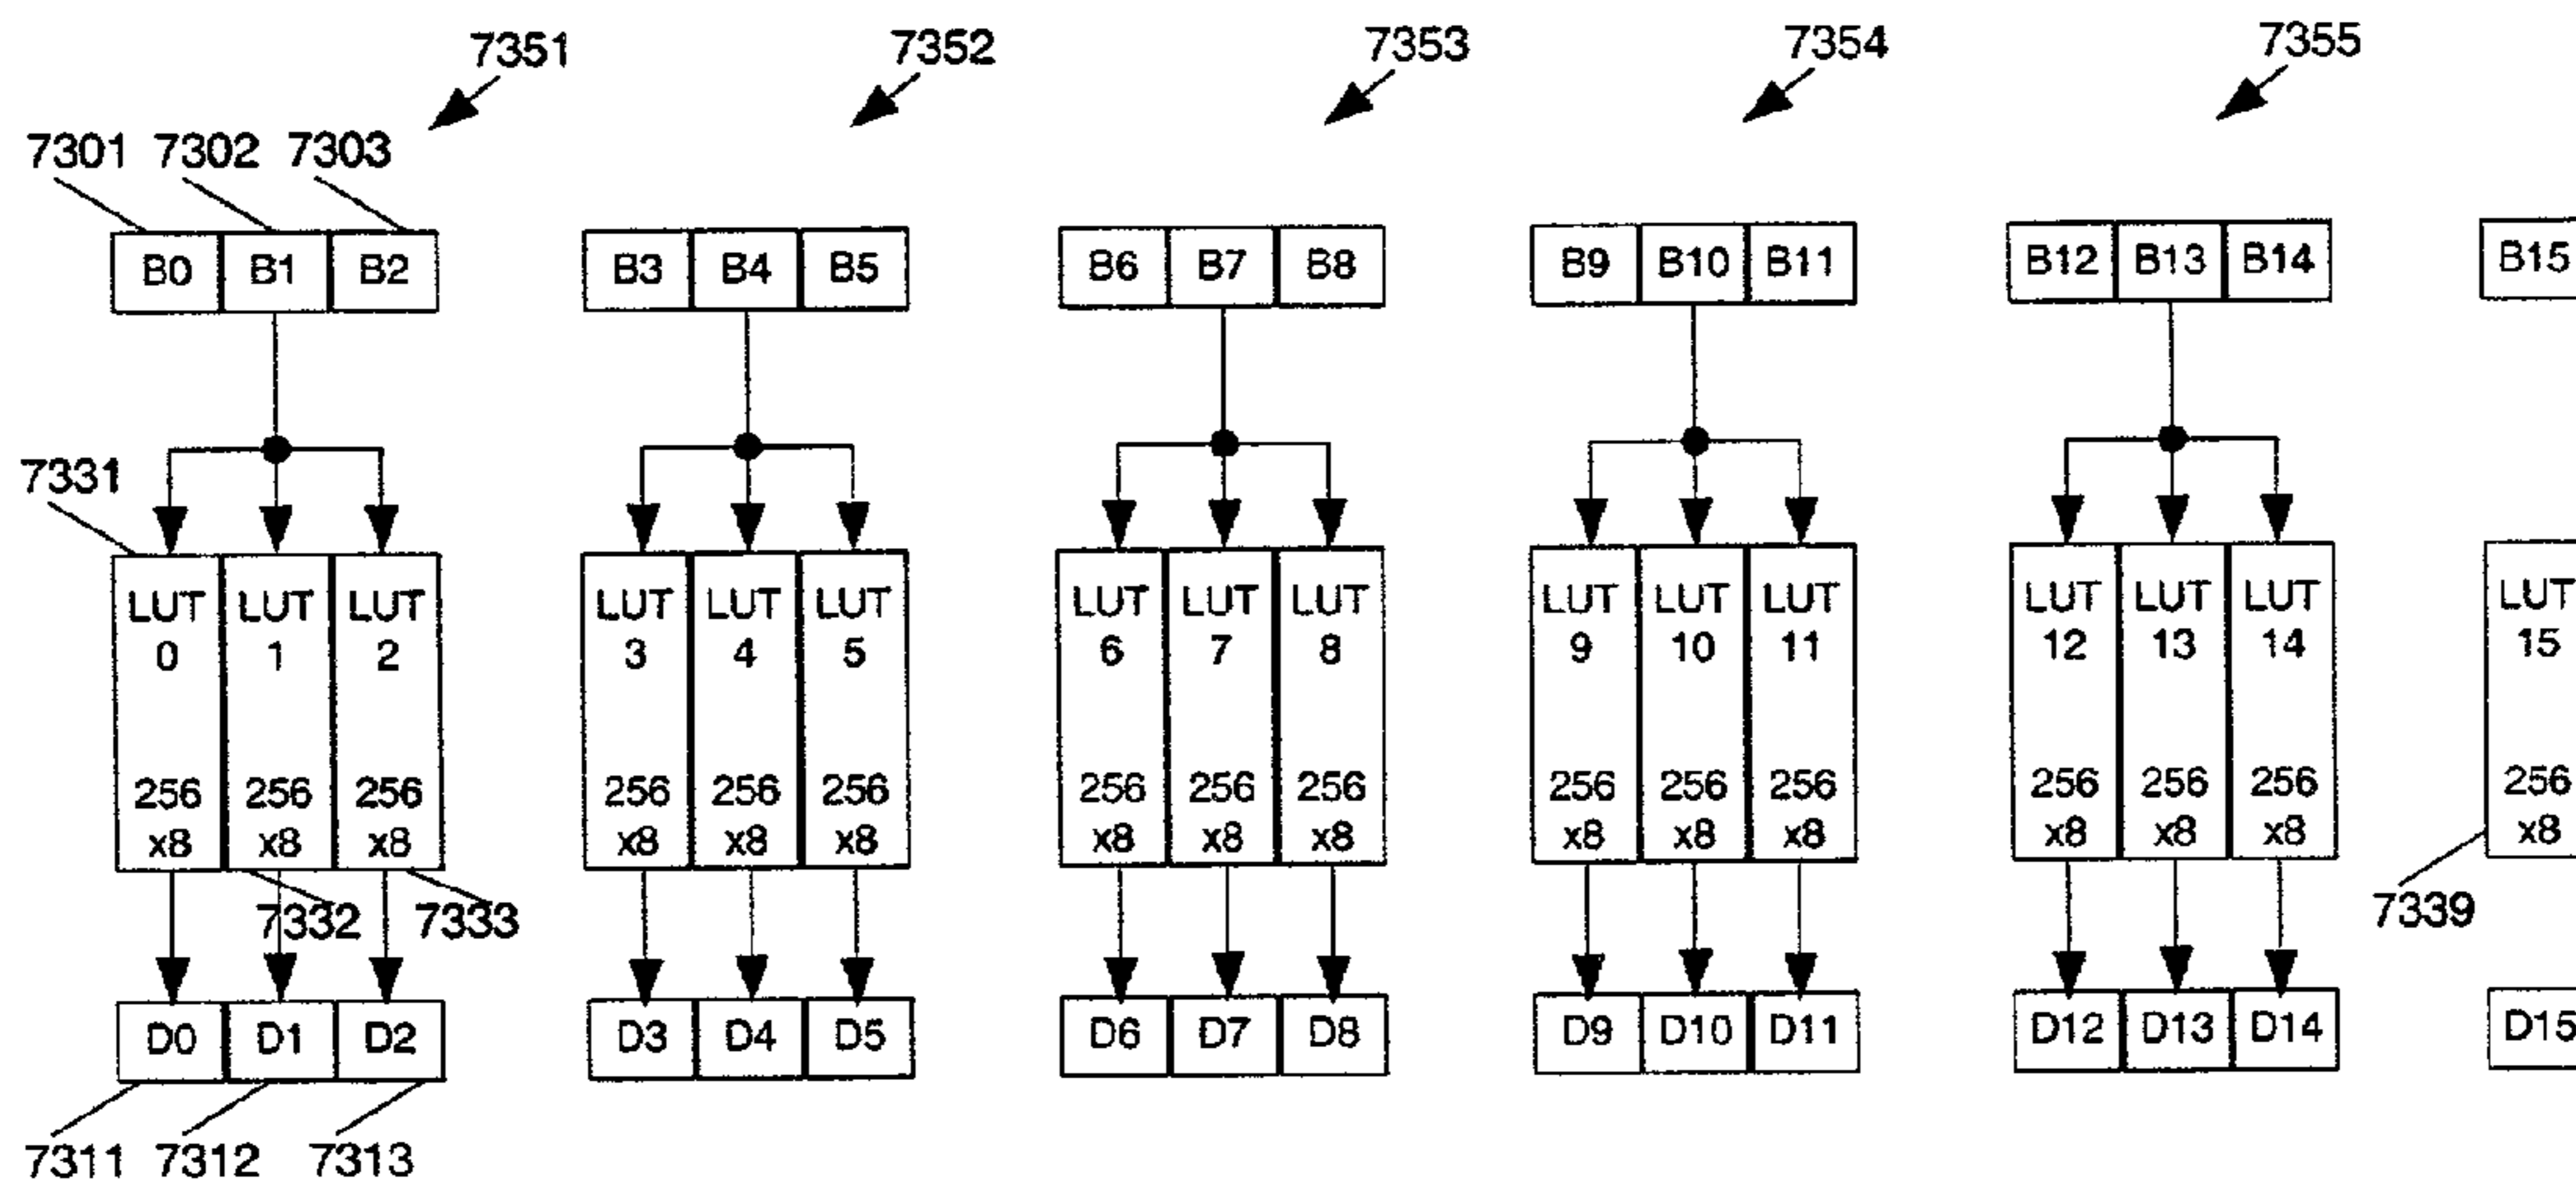 7351 7352 7353 7354 7355
7301 7302 7303
B0 B1 B2 B3 B4 B5 B6 B7 B8 B9 B10 B11 B12 B13 B14 B15
7331
LUT LUT LUT LUT LUT LUT LUT LUT LUT LUT LUT LUT LUT LUT LUT LUT
0 1 2 3 4 5 6 7 8 9 10 11 12 13 14 15
256 256 256 256 256 256 256 256 256 256 256 256 256 256 256 256
x8 x8 x8 x8 x8 x8 x8 x8 x8 x8 x8 x8 x8 x8 x8 x8
7332 7333 7339
D0 D1 D2 D3 D4 D5 D6 D7 D8 D9 D10 D11 D12 D13 D14 D15
7311 7312 7313